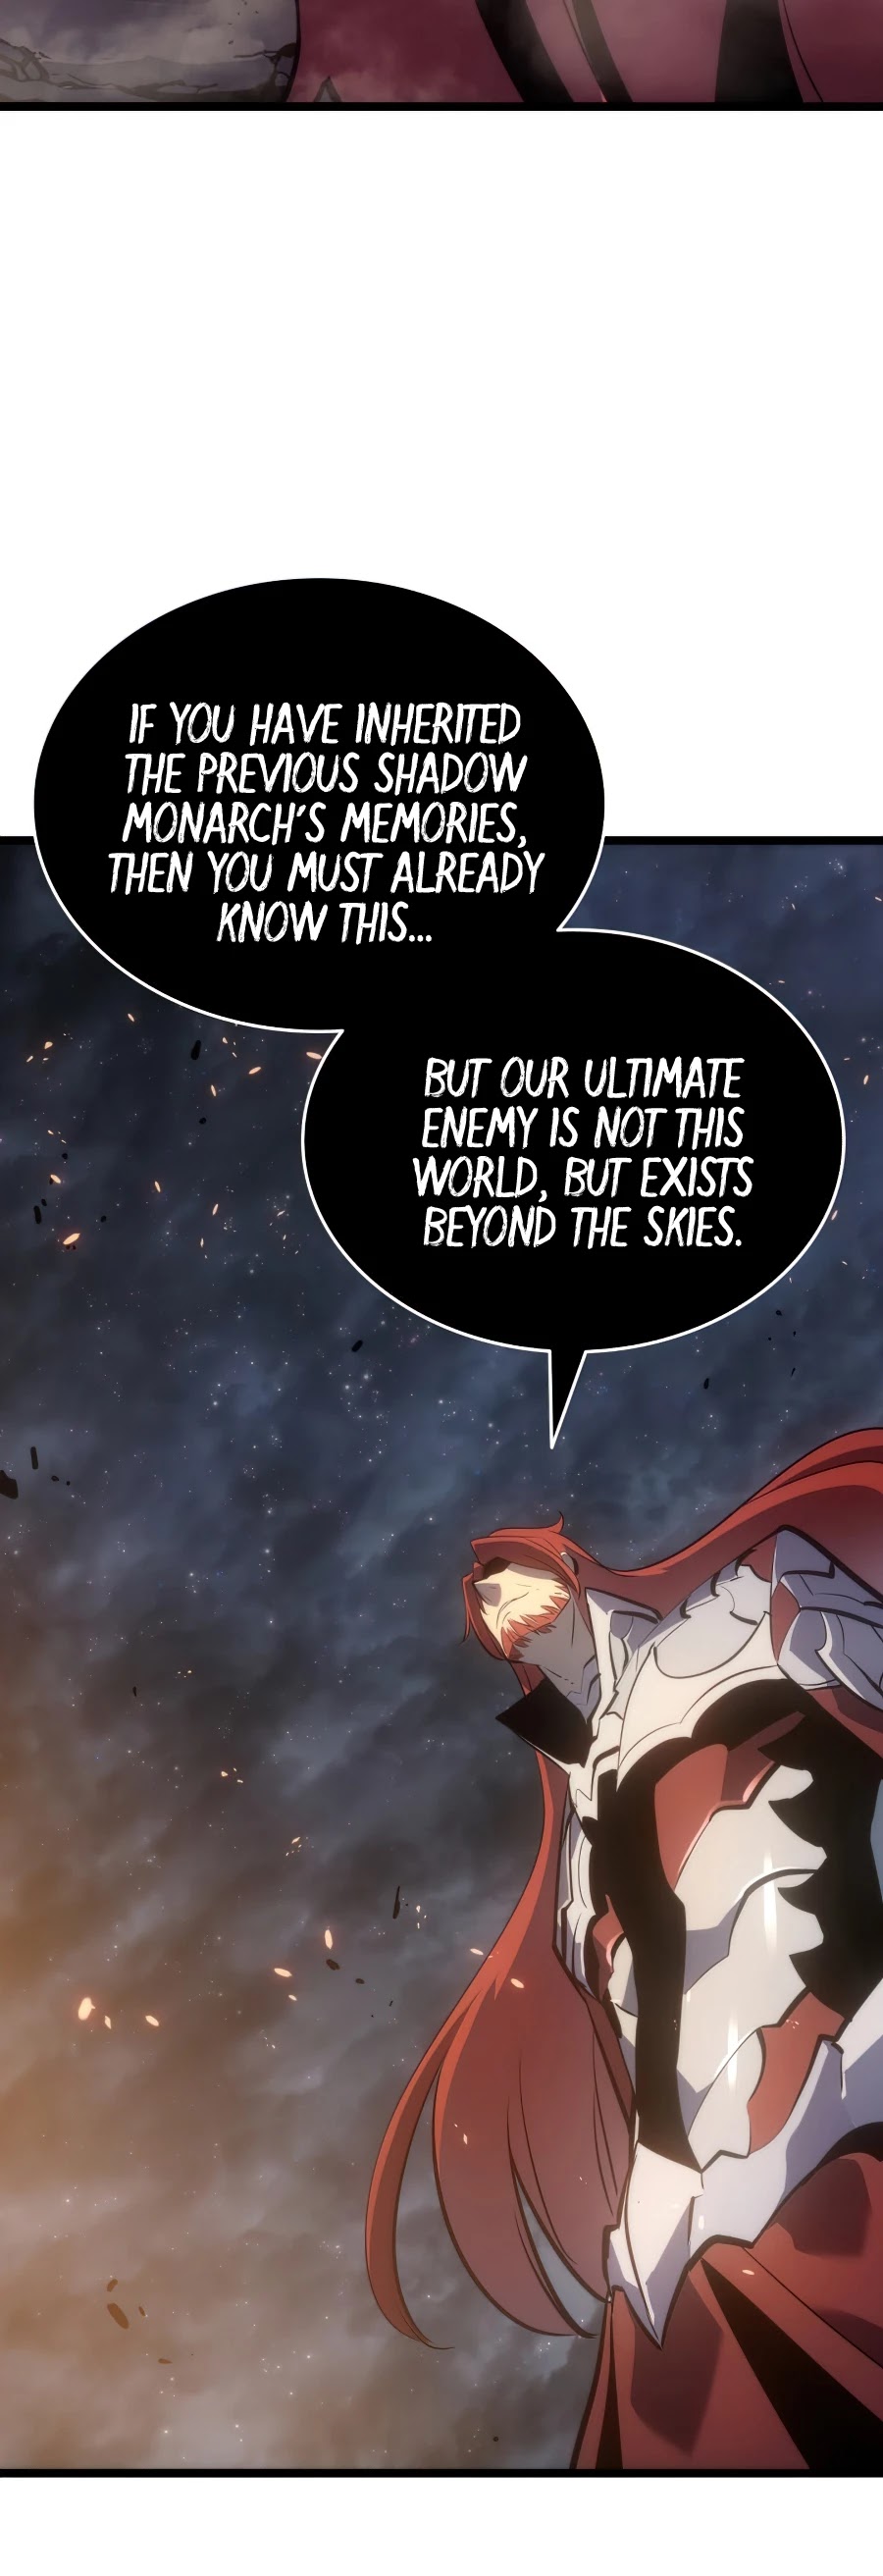 IF YOU HAVE INHERITED
THE PREVIOUS SHADOW
MONARCH'S MEMORIES,
THEN YOU MUST ALREADY
KNOW THIS...
BUT OUR ULTIMATE
ENEMY IS NOT THIS
WORLD, BUT EXISTS
BEYOND THE SKIES.